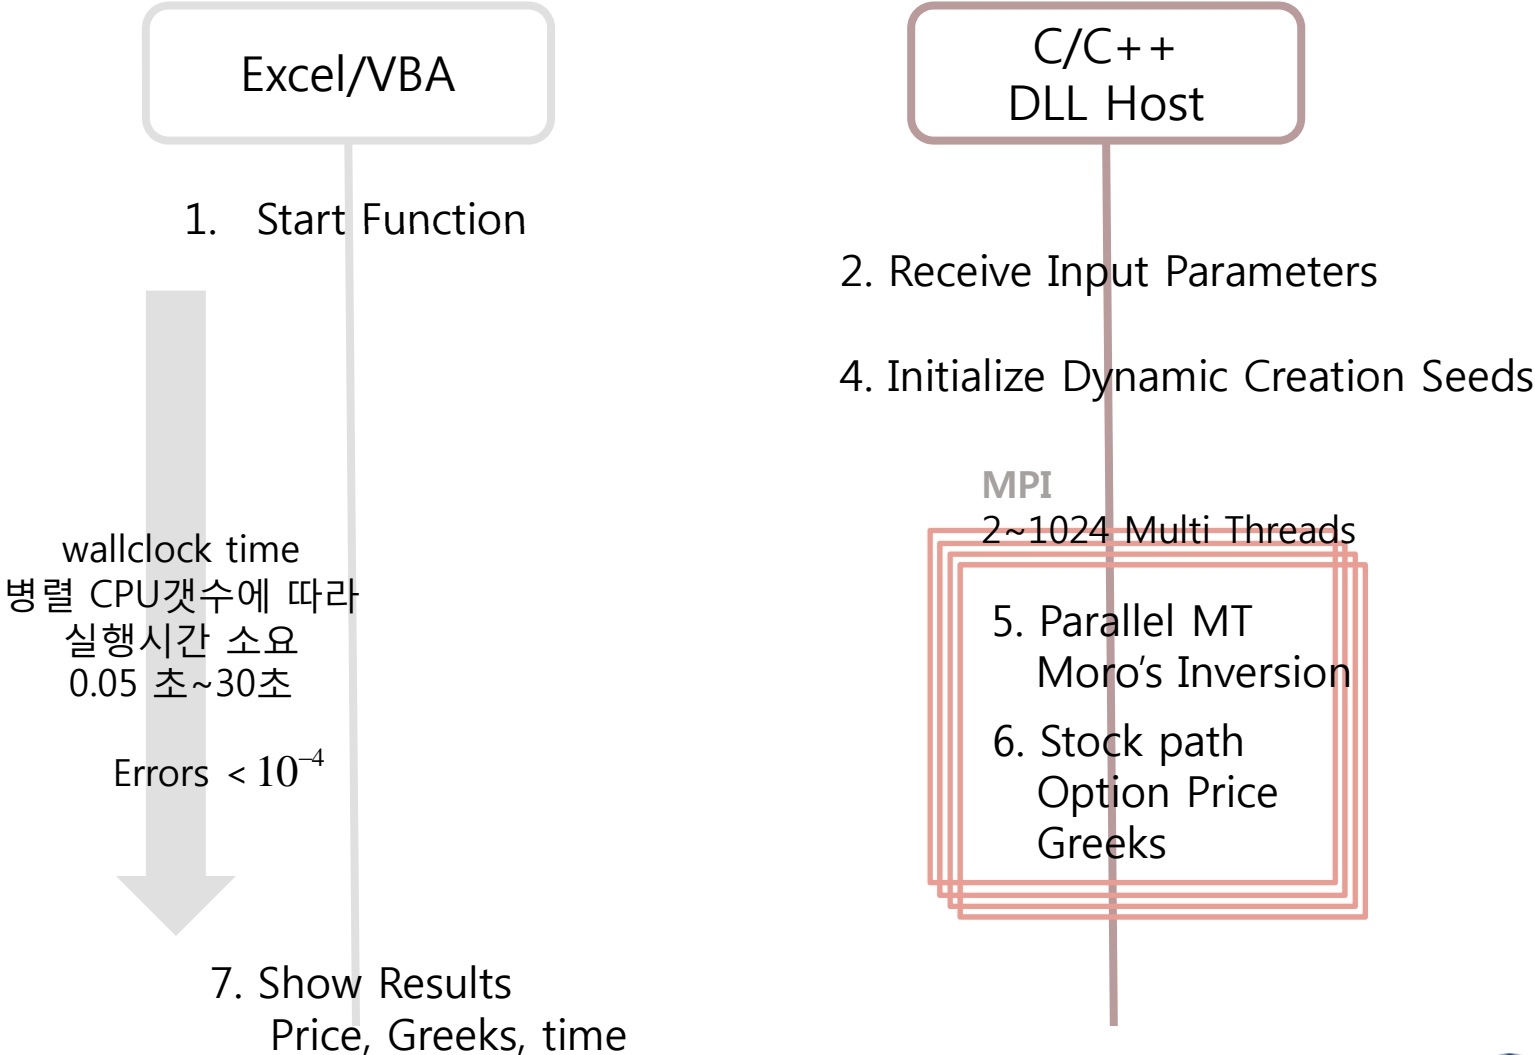 Excel/VBA
C/C++
DLL Host
1. Start Function
2. Receive Input Parameters
4. Initialize Dynamic Creation Seeds
MPI
2~1024 Multi Threads
wallclock time
병렬 CPU갯수에 따라
실행시간 소요
0.05 초~30초
Errors < 10⁻⁴
5. Parallel MT
Moro's Inversion
6. Stock path
Option Price
Greeks
7. Show Results
Price, Greeks, time